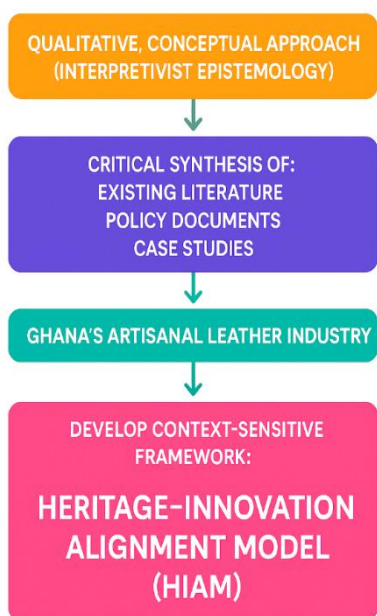 QUALITATIVE, CONCEPTUAL APPROACH
(INTERPRETIVIST EPISTEMOLOGY)
CRITICAL SYNTHESIS OF:
EXISTING LITERATURE
POLICY DOCUMENTS
CASE STUDIES
GHANA'S ARTISANAL LEATHER INDUSTRY
DEVELOP CONTEXT-SENSITIVE
FRAMEWORK:
HERITAGE-INNOVATION
ALIGNMENT MODEL
(HIAM)